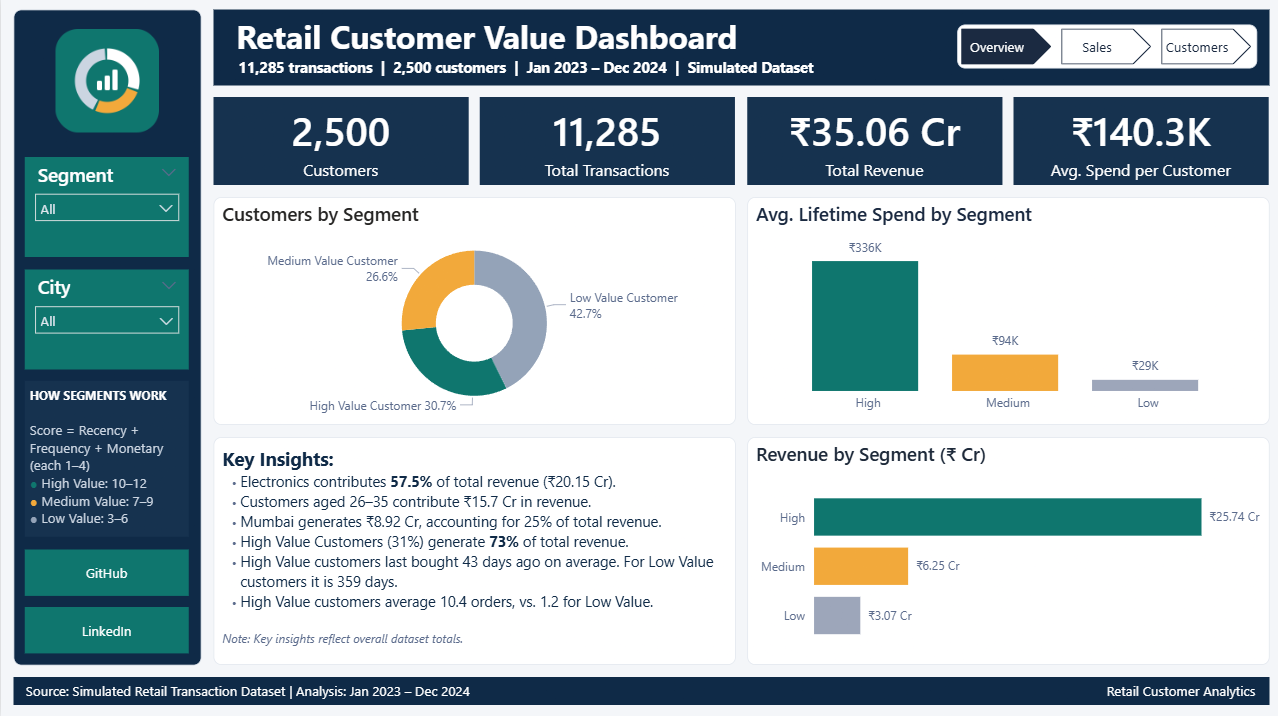 Retail Customer Value Dashboard
11,285 transactions | 2,500 customers | Jan 2023 – Dec 2024 | Simulated Dataset
Overview
Sales
Customers
Segment
All
City
All
HOW SEGMENTS WORK
Score = Recency +
Frequency + Monetary
(each 1–4)
● High Value: 10–12
● Medium Value: 7–9
● Low Value: 3–6
GitHub
LinkedIn
2,500
Customers
11,285
Total Transactions
₹35.06 Cr
Total Revenue
₹140.3K
Avg. Spend per Customer
Customers by Segment
Medium Value Customer
26.6%
Low Value Customer
42.7%
High Value Customer 30.7%
Avg. Lifetime Spend by Segment
₹336K
₹94K
₹29K
High
Medium
Low
Key Insights:
• Electronics contributes 57.5% of total revenue (₹20.15 Cr).
• Customers aged 26–35 contribute ₹15.7 Cr in revenue.
• Mumbai generates ₹8.92 Cr, accounting for 25% of total revenue.
• High Value Customers (31%) generate 73% of total revenue.
• High Value customers last bought 43 days ago on average. For Low Value
customers it is 359 days.
• High Value customers average 10.4 orders, vs. 1.2 for Low Value.
Note: Key insights reflect overall dataset totals.
Revenue by Segment (₹ Cr)
High
₹25.74 Cr
Medium
₹6.25 Cr
Low
₹3.07 Cr
Source: Simulated Retail Transaction Dataset | Analysis: Jan 2023 – Dec 2024
Retail Customer Analytics